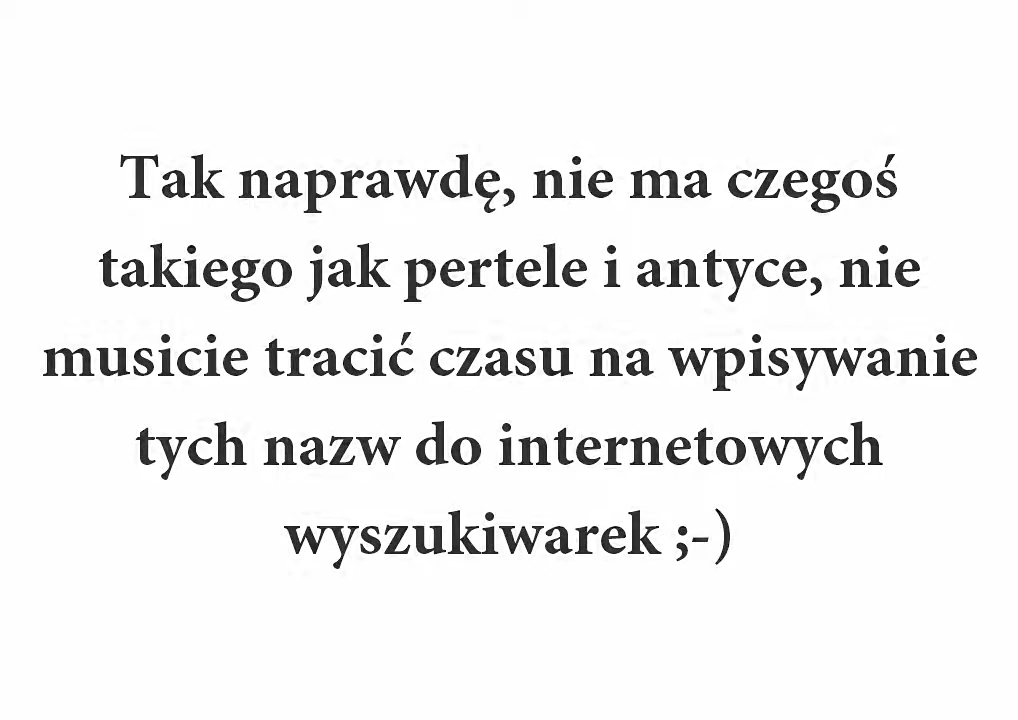 Tak naprawdę, nie ma czegoś
takiego jak pertele i antyce, nie
musicie tracić czasu na wpisywanie
tych nazw do internetowych
wyszukiwarek ;-)